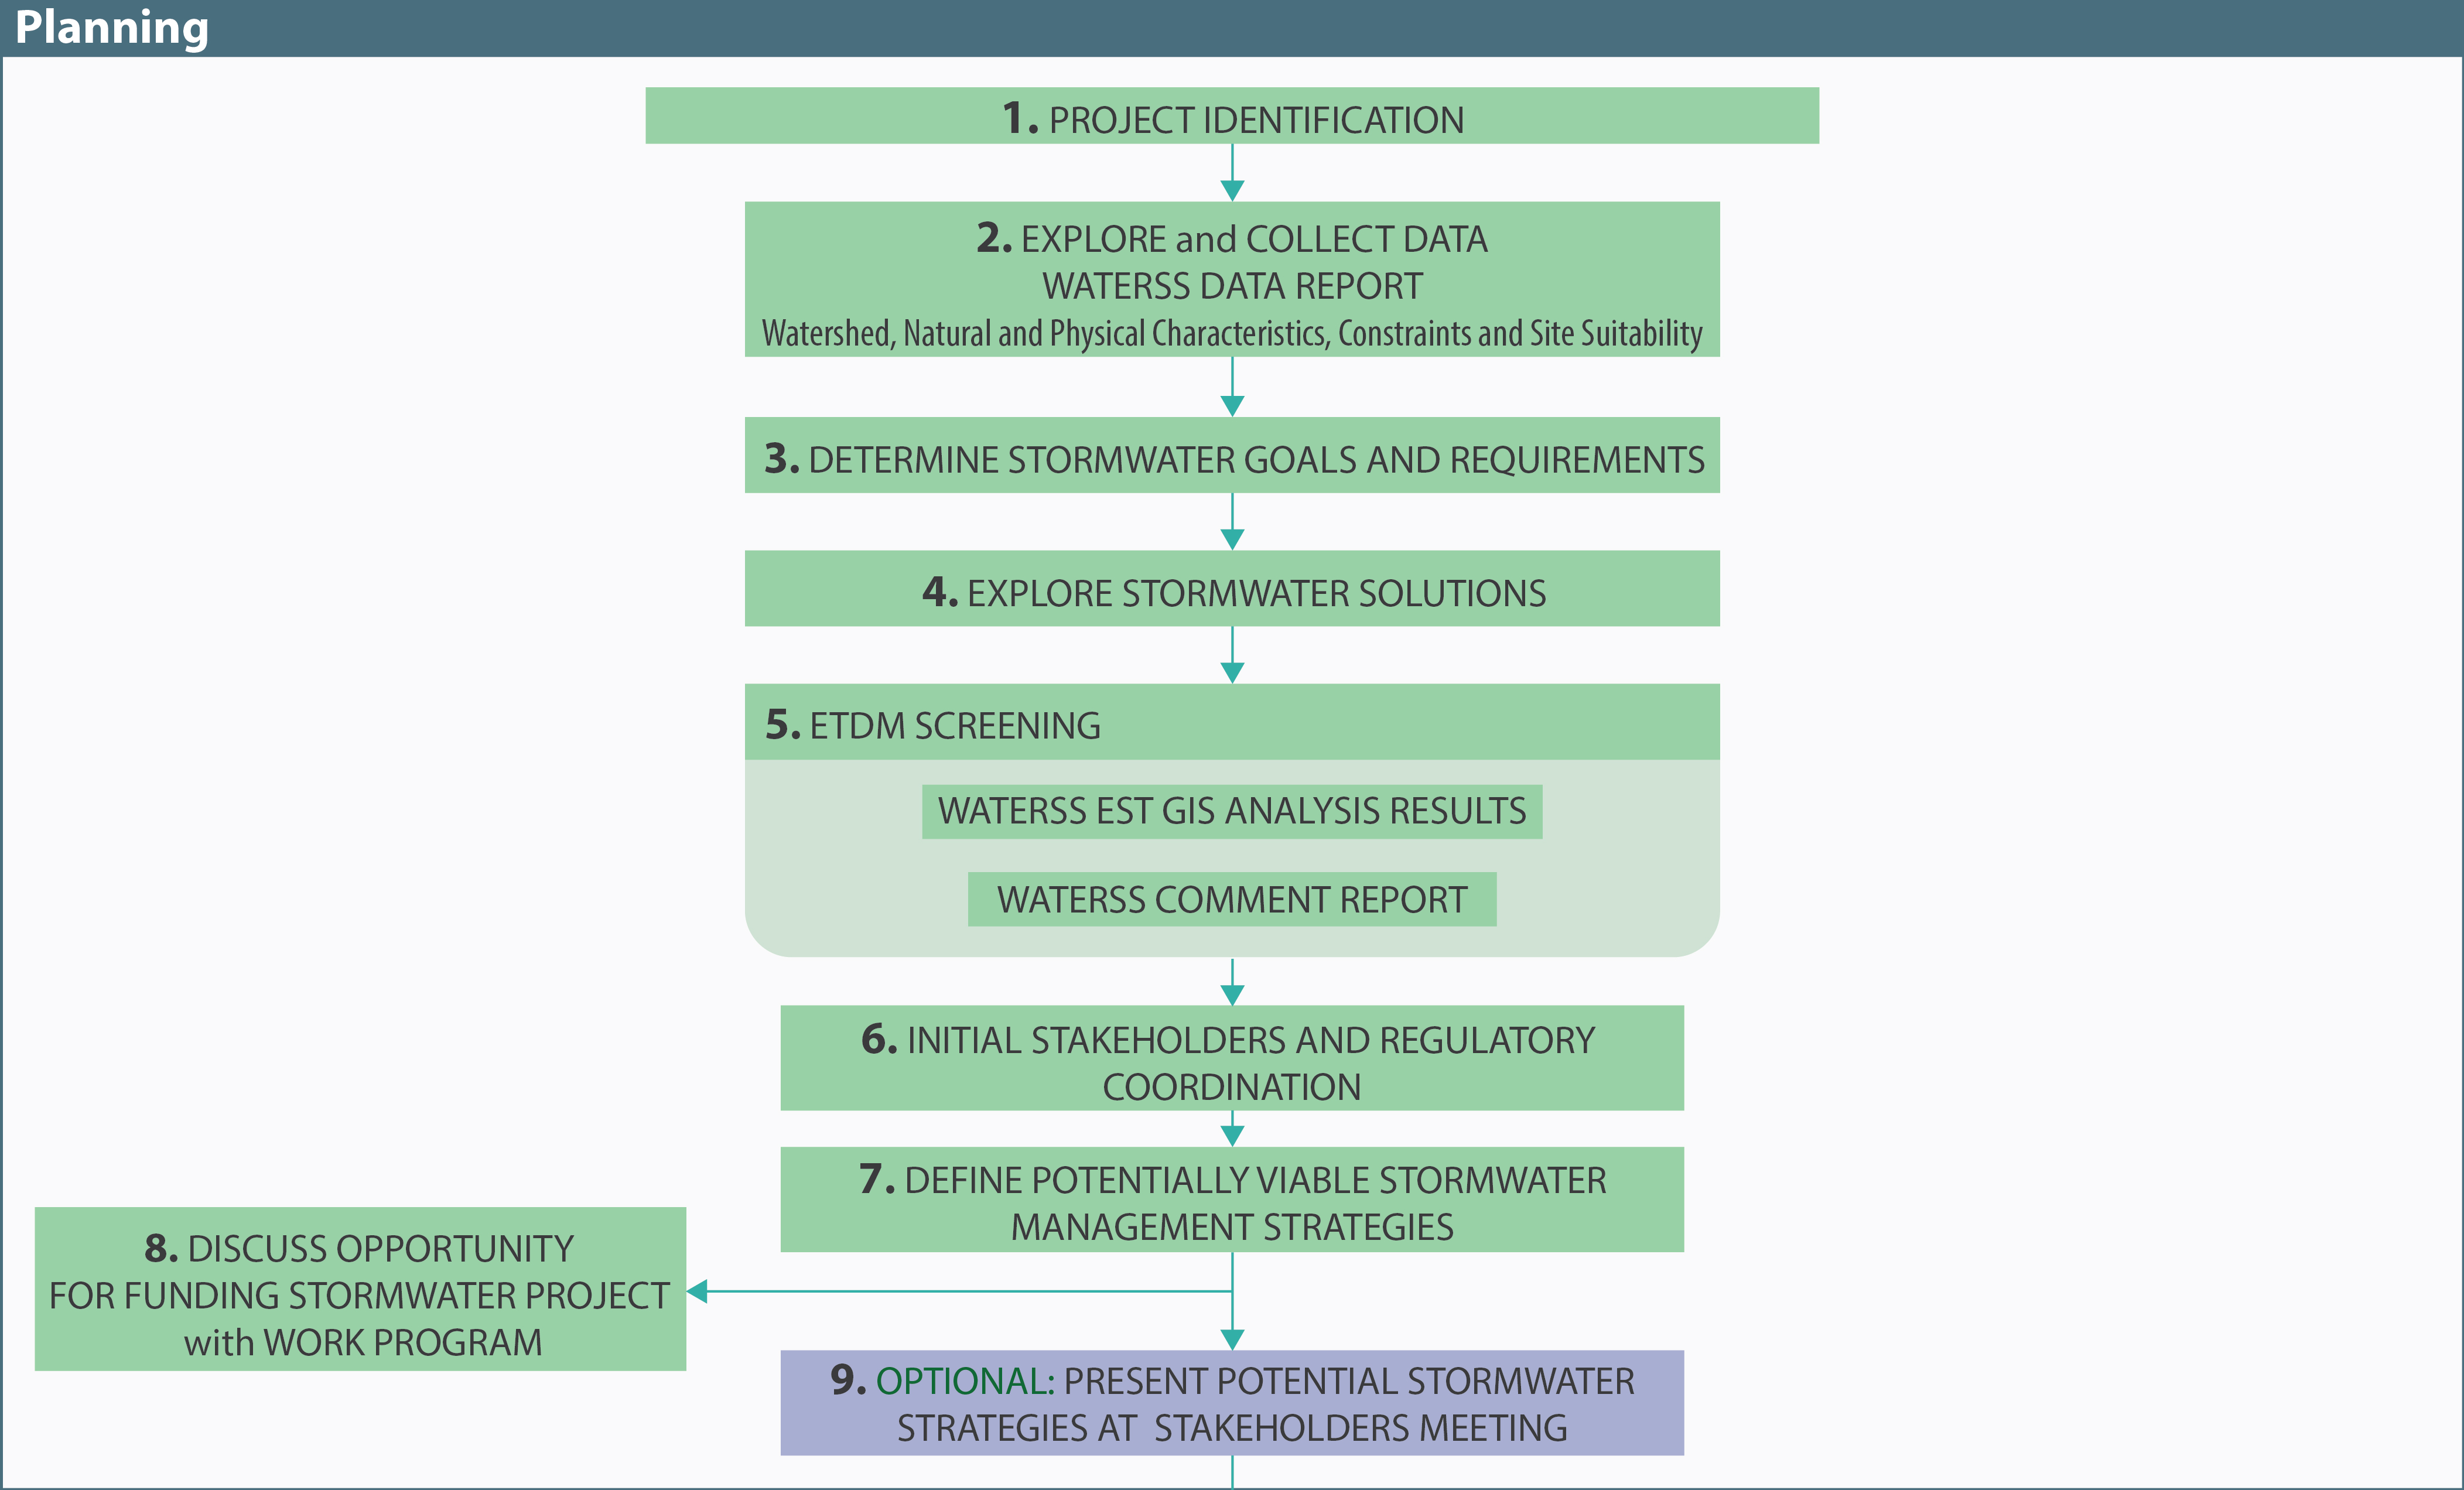 Planning
1. PROJECT IDENTIFICATION
2. EXPLORE and COLLECT DATA
WATERSS DATA REPORT
Watershed, Natural and Physical Characteristics, Constraints and Site Suitability
3. DETERMINE STORMWATER GOALS AND REQUIREMENTS
4. EXPLORE STORMWATER SOLUTIONS
5. ETDM SCREENING
WATERSS EST GIS ANALYSIS RESULTS
WATERSS COMMENT REPORT
6. INITIAL STAKEHOLDERS AND REGULATORY
COORDINATION
7. DEFINE POTENTIALLY VIABLE STORMWATER
MANAGEMENT STRATEGIES
8. DISCUSS OPPORTUNITY
FOR FUNDING STORMWATER PROJECT
with WORK PROGRAM
9. OPTIONAL: PRESENT POTENTIAL STORMWATER
STRATEGIES AT STAKEHOLDERS MEETING